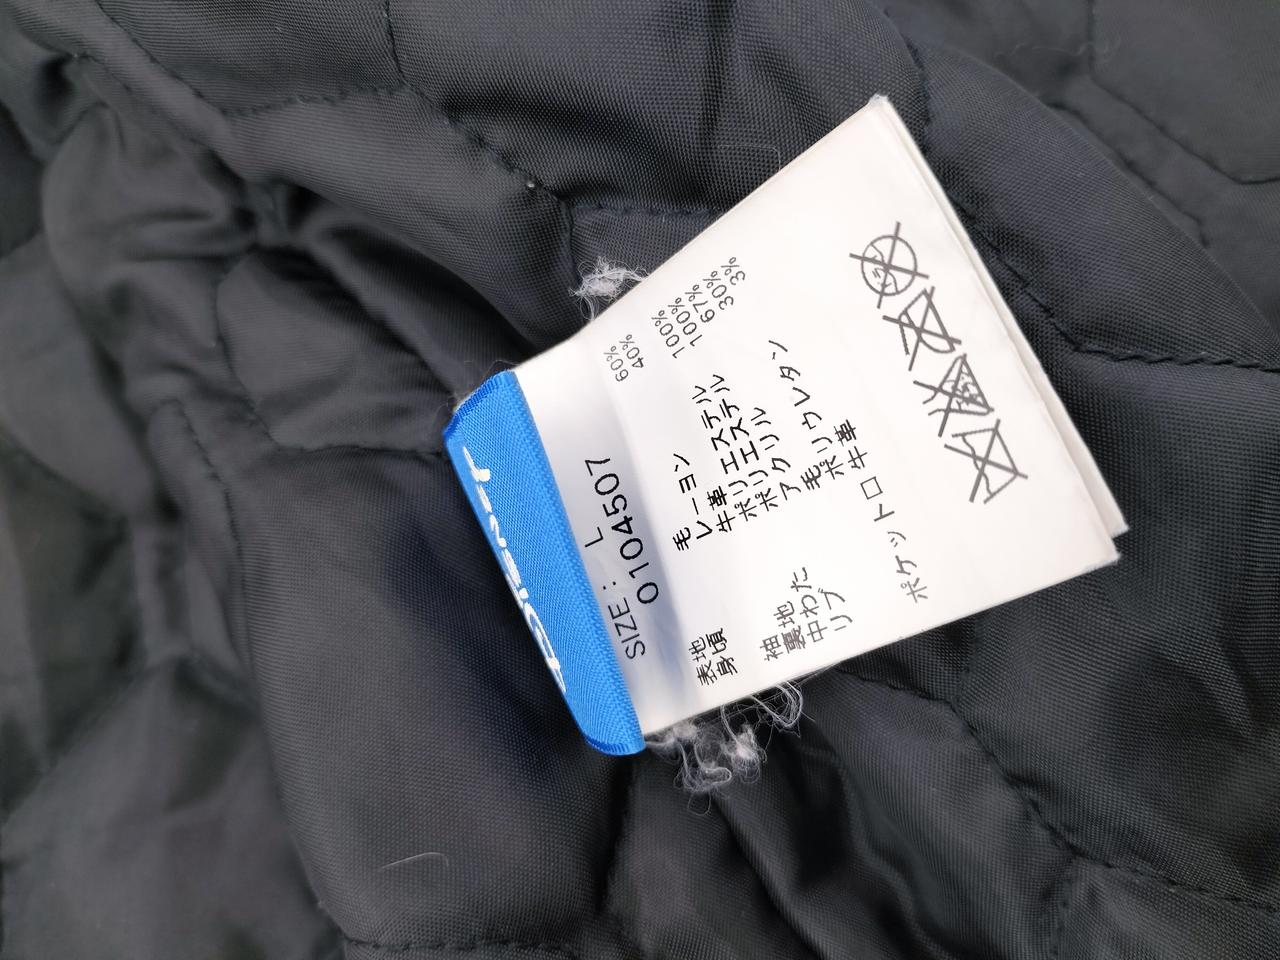 SIZE: L
0104507
表地
身頃 毛 60%
レーヨン 40%
袖 牛革
裏地 ポリエステル 100%
中わた ポリエステル 100%
リブ アクリル 67%
毛 30%
ポリウレタン 3%
ポケット口 牛革
ドライ